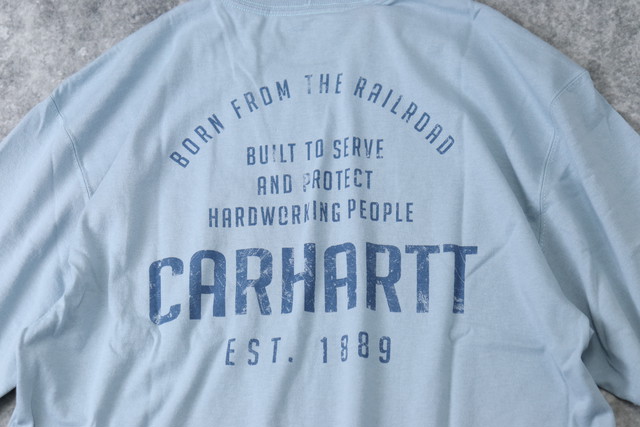 BORN FROM THE RAILROAD
BUILT TO SERVE
AND PROTECT
HARDWORKING PEOPLE
CARHARTT
EST. 1889